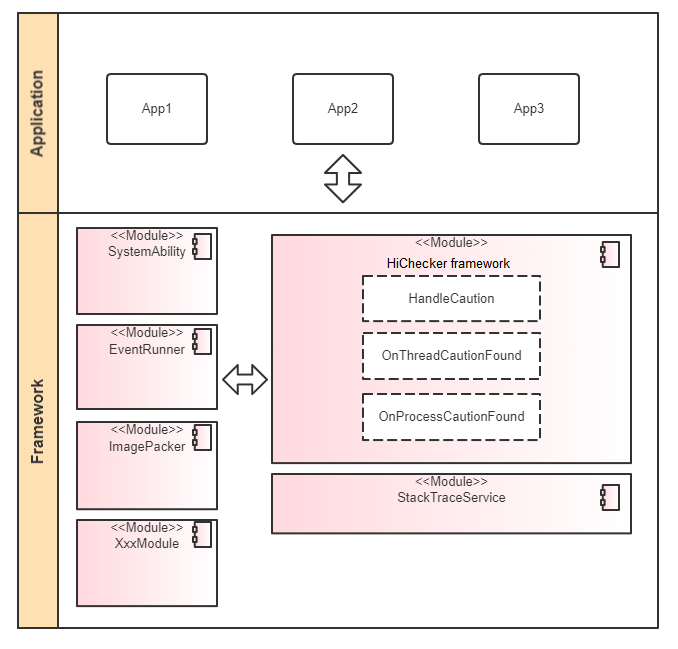 Application
App1
App2
App3
Framework
<<Module>>
SystemAbility
<<Module>>
EventRunner
<<Module>>
ImagePacker
<<Module>>
XxxModule
<<Module>>
HiChecker framework
HandleCaution
OnThreadCautionFound
OnProcessCautionFound
<<Module>>
StackTraceService